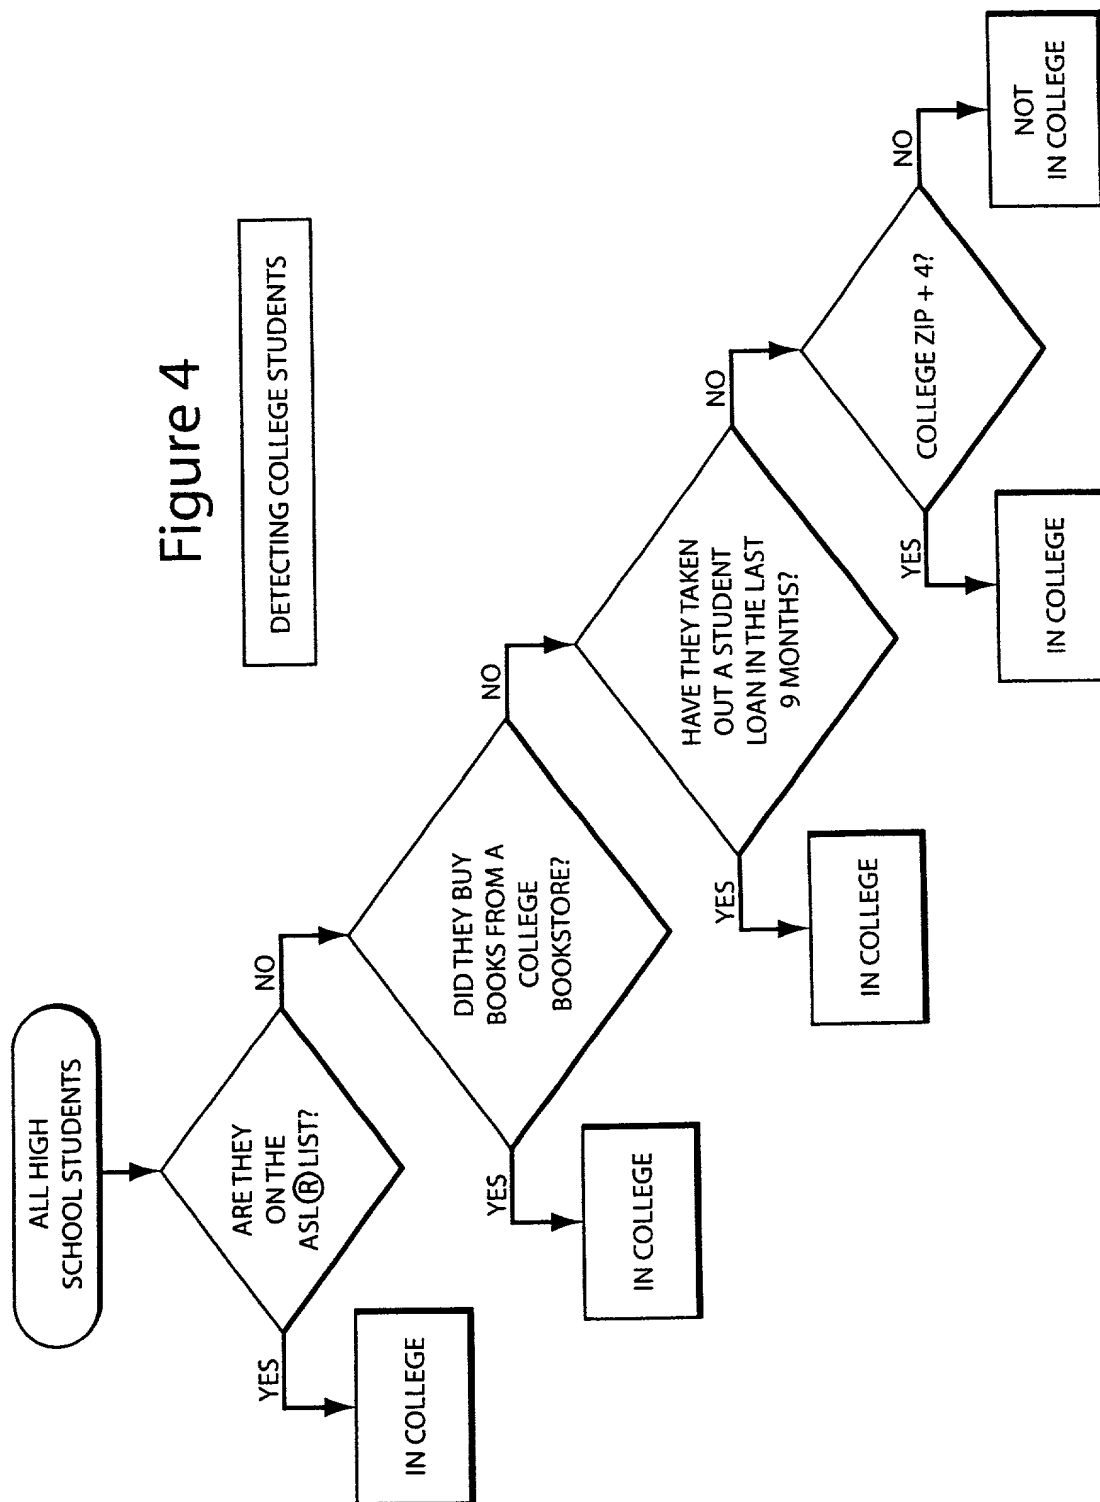 Figure 4
DETECTING COLLEGE STUDENTS
ALL HIGH
SCHOOL STUDENTS
ARE THEY
ON THE
ASL® LIST?
YES
NO
IN COLLEGE
DID THEY BUY
BOOKS FROM A
COLLEGE
BOOKSTORE?
YES
NO
IN COLLEGE
HAVE THEY TAKEN
OUT A STUDENT
LOAN IN THE LAST
9 MONTHS?
YES
NO
IN COLLEGE
COLLEGE ZIP + 4?
YES
NO
IN COLLEGE
NOT
IN COLLEGE